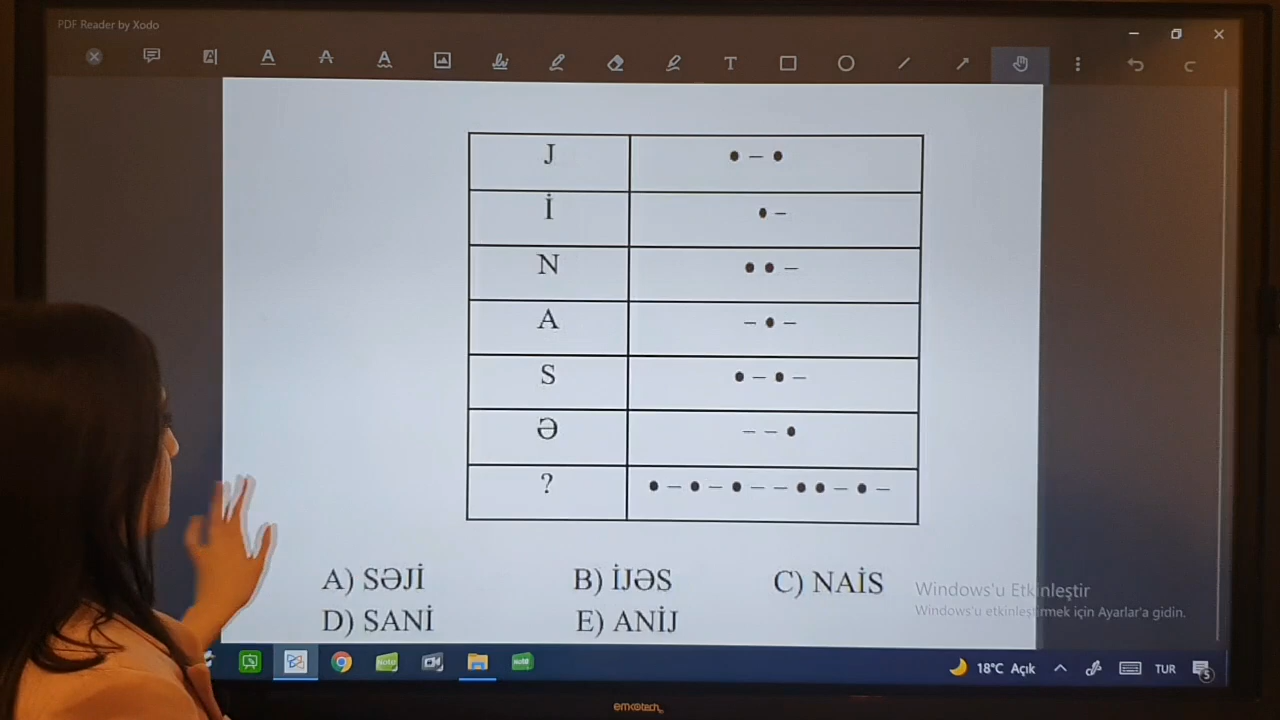 PDF Reader by Xodo
J ● – ●
İ ● –
N ● ● –
A – ● –
S ● – ● –
Ə – – ●
? ● – ● – ● – – ● ● – ● –
A) SƏJİ B) İJƏS C) NAİS
D) SANİ E) ANİJ
Windows'u Etkinleştir
Windows'u etkinleştirmek için Ayarlar'a gidin.
18°C Açık TUR 5